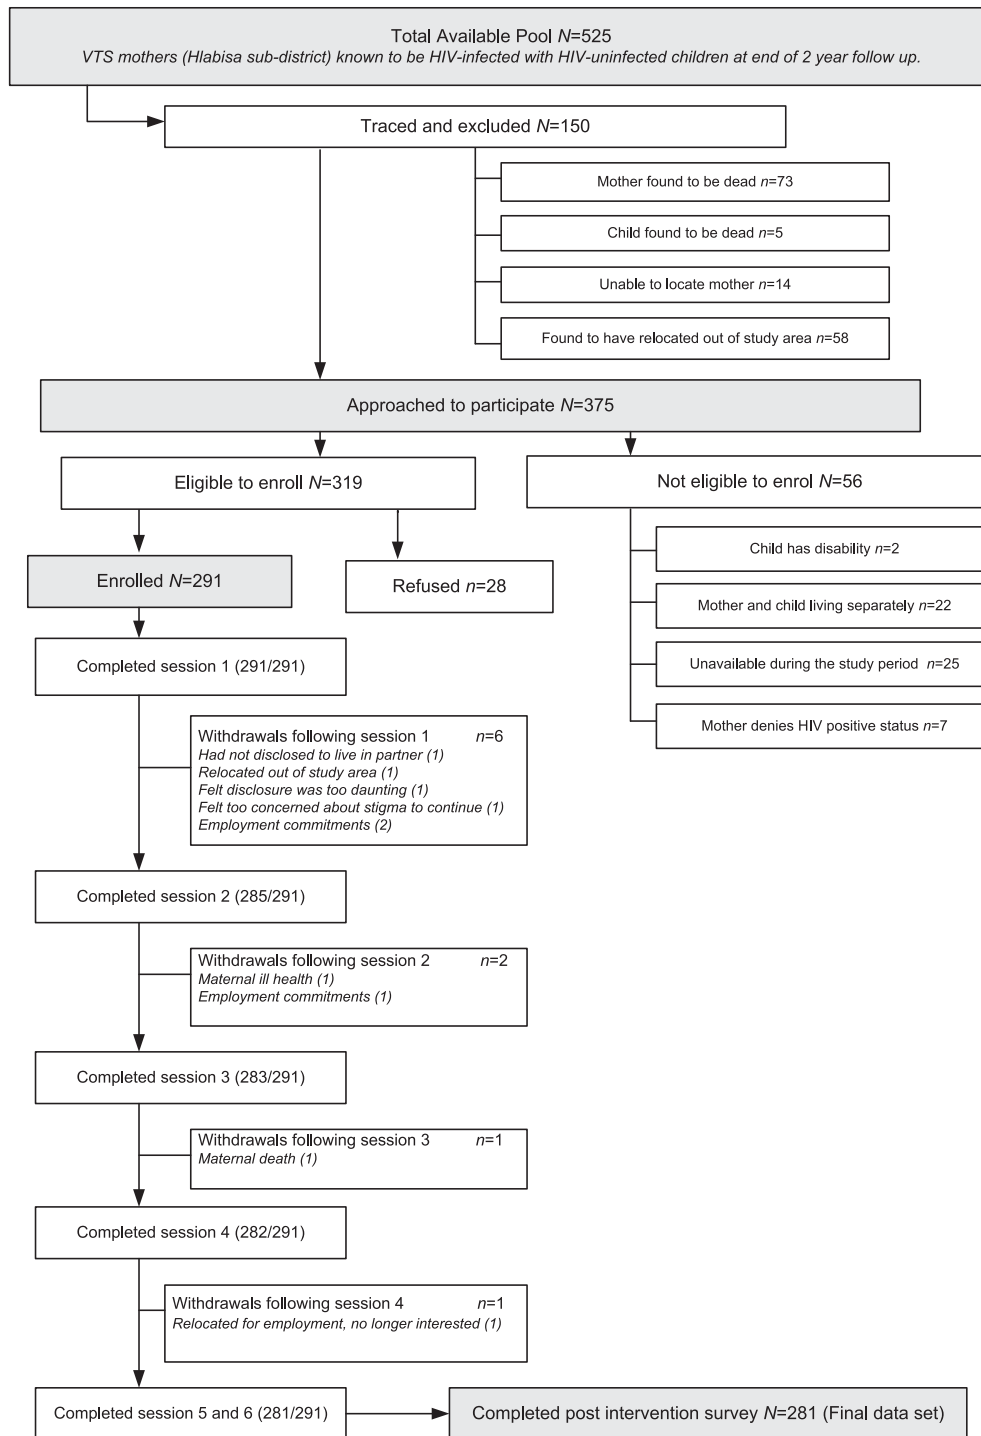 Total Available Pool N=525
VTS mothers (Hlabisa sub-district) known to be HIV-infected with HIV-uninfected children at end of 2 year follow up.
Traced and excluded N=150
Mother found to be dead n=73
Child found to be dead n=5
Unable to locate mother n=14
Found to have relocated out of study area n=58
Approached to participate N=375
Eligible to enroll N=319
Not eligible to enrol N=56
Child has disability n=2
Mother and child living separately n=22
Unavailable during the study period n=25
Mother denies HIV positive status n=7
Enrolled N=291
Refused n=28
Completed session 1 (291/291)
Withdrawals following session 1 n=6
Had not disclosed to live in partner (1)
Relocated out of study area (1)
Felt disclosure was too daunting (1)
Felt too concerned about stigma to continue (1)
Employment commitments (2)
Completed session 2 (285/291)
Withdrawals following session 2 n=2
Maternal ill health (1)
Employment commitments (1)
Completed session 3 (283/291)
Withdrawals following session 3 n=1
Maternal death (1)
Completed session 4 (282/291)
Withdrawals following session 4 n=1
Relocated for employment, no longer interested (1)
Completed session 5 and 6 (281/291)
Completed post intervention survey N=281 (Final data set)